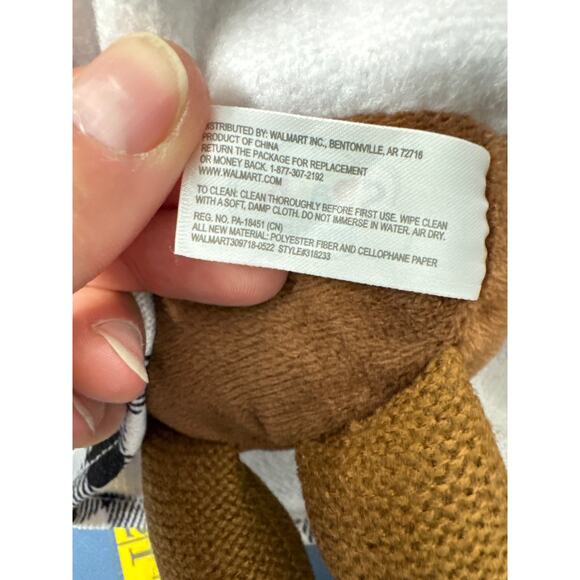 DISTRIBUTED BY: WALMART INC., BENTONVILLE, AR 72716
PRODUCT OF CHINA
RETURN THE PACKAGE FOR REPLACEMENT
OR MONEY BACK. 1-877-307-2192
WWW.WALMART.COM
TO CLEAN: CLEAN THOROUGHLY BEFORE FIRST USE. WIPE CLEAN
WITH A SOFT, DAMP CLOTH. DO NOT IMMERSE IN WATER. AIR DRY.
REG. NO. PA-18451 (CN)
ALL NEW MATERIAL: POLYESTER FIBER AND CELLOPHANE PAPER
WALMART309718-0522 STYLE#318233